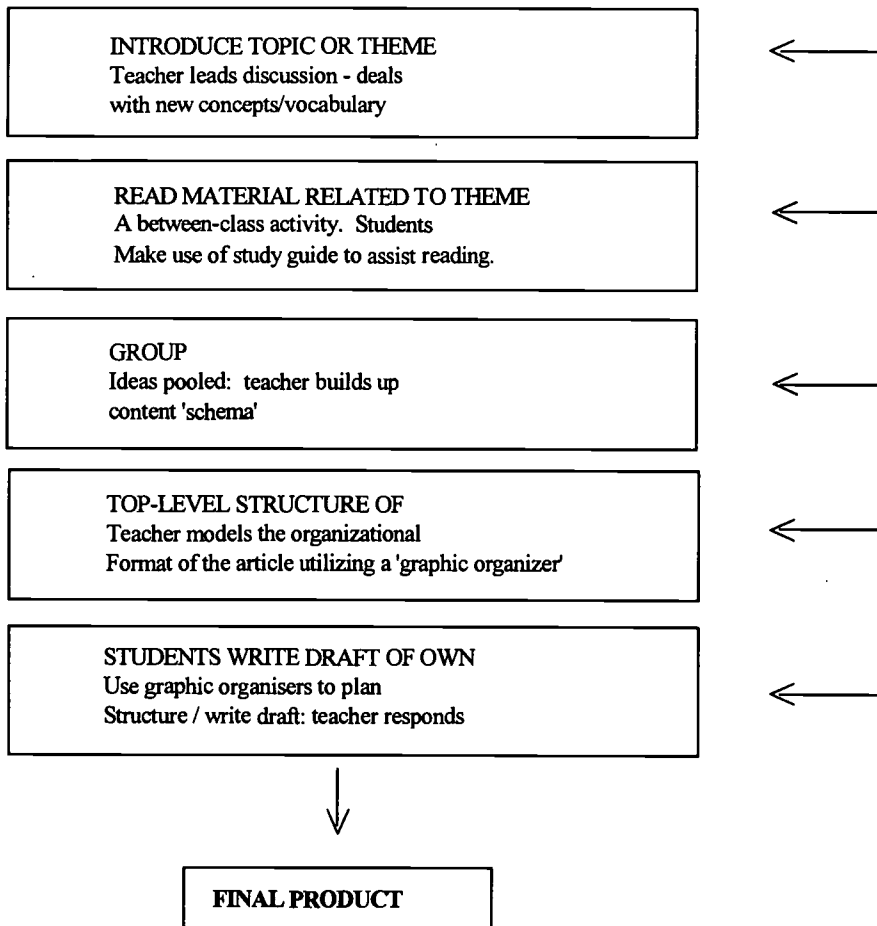 INTRODUCE TOPIC OR THEME
Teacher leads discussion - deals
with new concepts/vocabulary
READ MATERIAL RELATED TO THEME
A between-class activity. Students
Make use of study guide to assist reading.
GROUP
Ideas pooled: teacher builds up
content 'schema'
TOP-LEVEL STRUCTURE OF
Teacher models the organizational
Format of the article utilizing a 'graphic organizer'
STUDENTS WRITE DRAFT OF OWN
Use graphic organisers to plan
Structure / write draft: teacher responds
FINAL PRODUCT